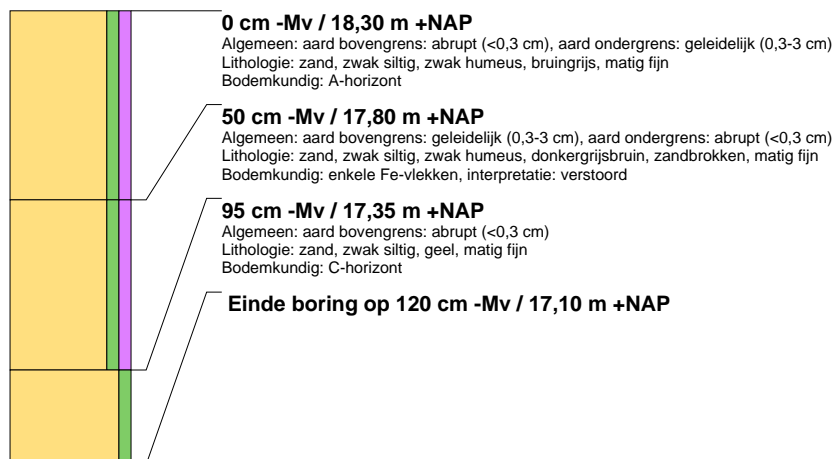 0 cm -Mv / 18,30 m +NAP
Algemeen: aard bovengrens: abrupt (<0,3 cm), aard ondergrens: geleidelijk (0,3-3 cm)
Lithologie: zand, zwak siltig, zwak humeus, bruingrijs, matig fijn
Bodemkundig: A-horizont
50 cm -Mv / 17,80 m +NAP
Algemeen: aard bovengrens: geleidelijk (0,3-3 cm), aard ondergrens: abrupt (<0,3 cm)
Lithologie: zand, zwak siltig, zwak humeus, donkergrijsbruin, zandbrokken, matig fijn
Bodemkundig: enkele Fe-vlekken, interpretatie: verstoord
95 cm -Mv / 17,35 m +NAP
Algemeen: aard bovengrens: abrupt (<0,3 cm)
Lithologie: zand, zwak siltig, geel, matig fijn
Bodemkundig: C-horizont
Einde boring op 120 cm -Mv / 17,10 m +NAP